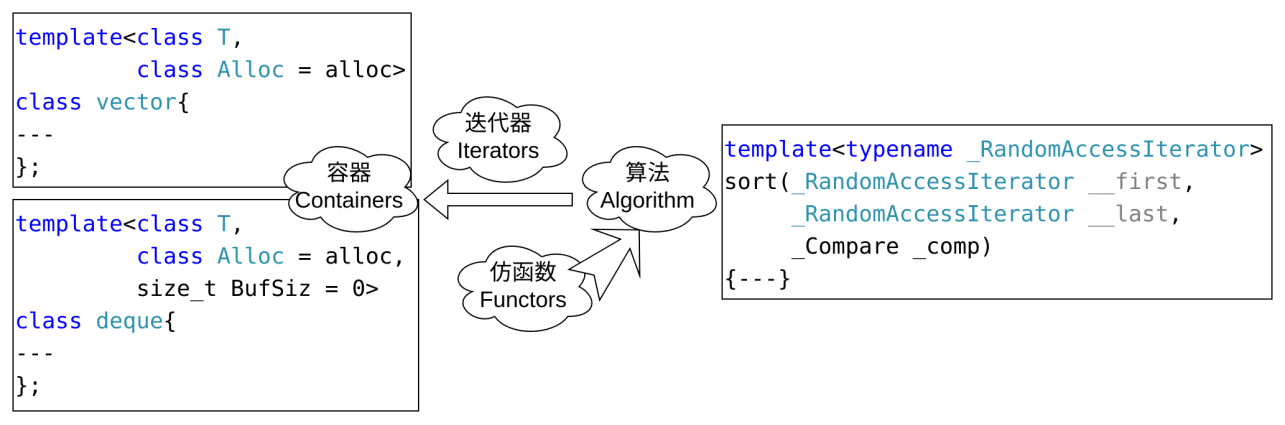 template<class T,
         class Alloc = alloc>
class vector{
---
};
template<class T,
         class Alloc = alloc,
         size_t BufSiz = 0>
class deque{
---
};
容器
Containers
迭代器
Iterators
仿函数
Functors
算法
Algorithm
template<typename _RandomAccessIterator>
sort(_RandomAccessIterator __first,
     _RandomAccessIterator __last,
     _Compare _comp)
{---}